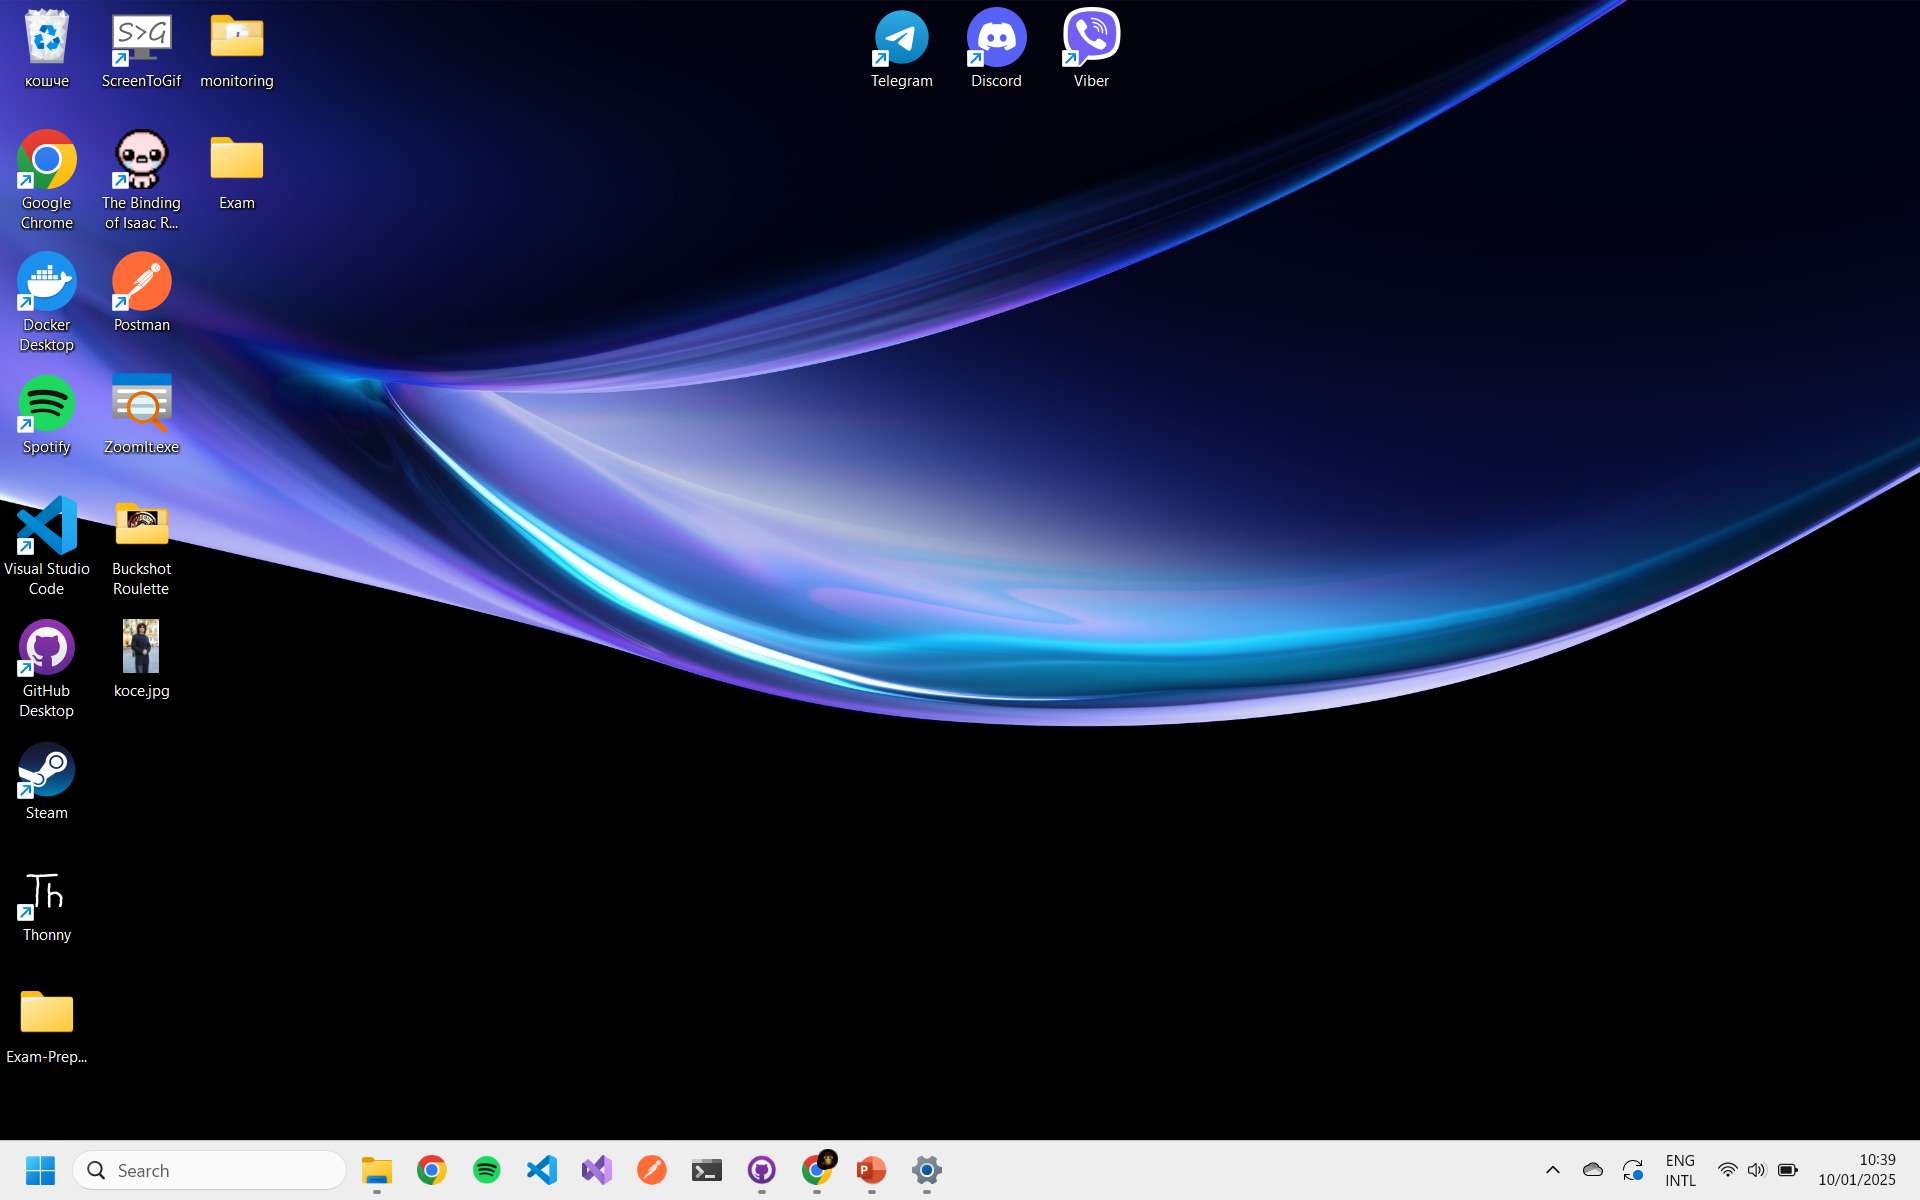 кошче
ScreenToGif
monitoring
Telegram
Discord
Viber
Google
Chrome
The Binding
of Isaac R...
Exam
Docker
Desktop
Postman
Spotify
ZoomIt.exe
Visual Studio
Code
Buckshot
Roulette
GitHub
Desktop
koce.jpg
Steam
Thonny
Exam-Prep...
Search
ENG
INTL
10:39
10/01/2025